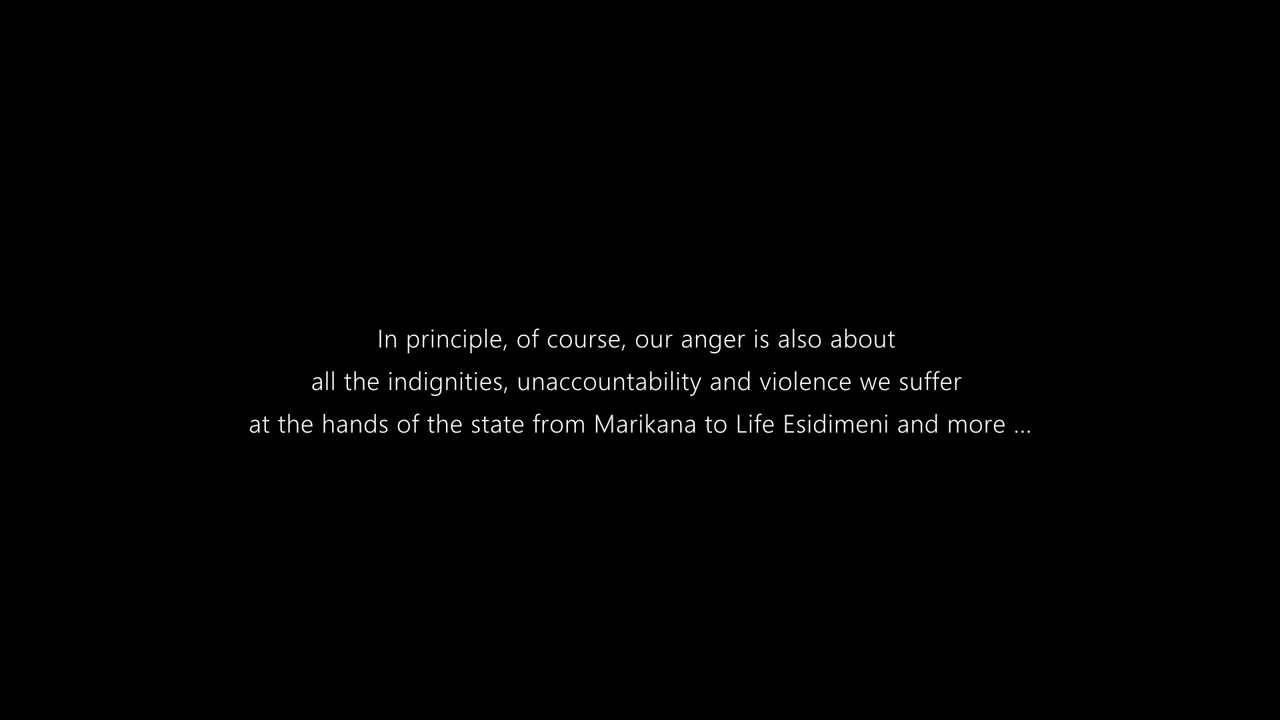 In principle, of course, our anger is also about
all the indignities, unaccountability and violence we suffer
at the hands of the state from Marikana to Life Esidimeni and more ...